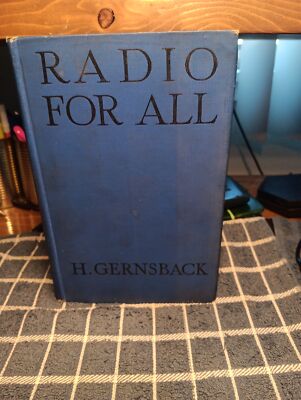 RADIO
FOR ALL
H. GERNSBACK